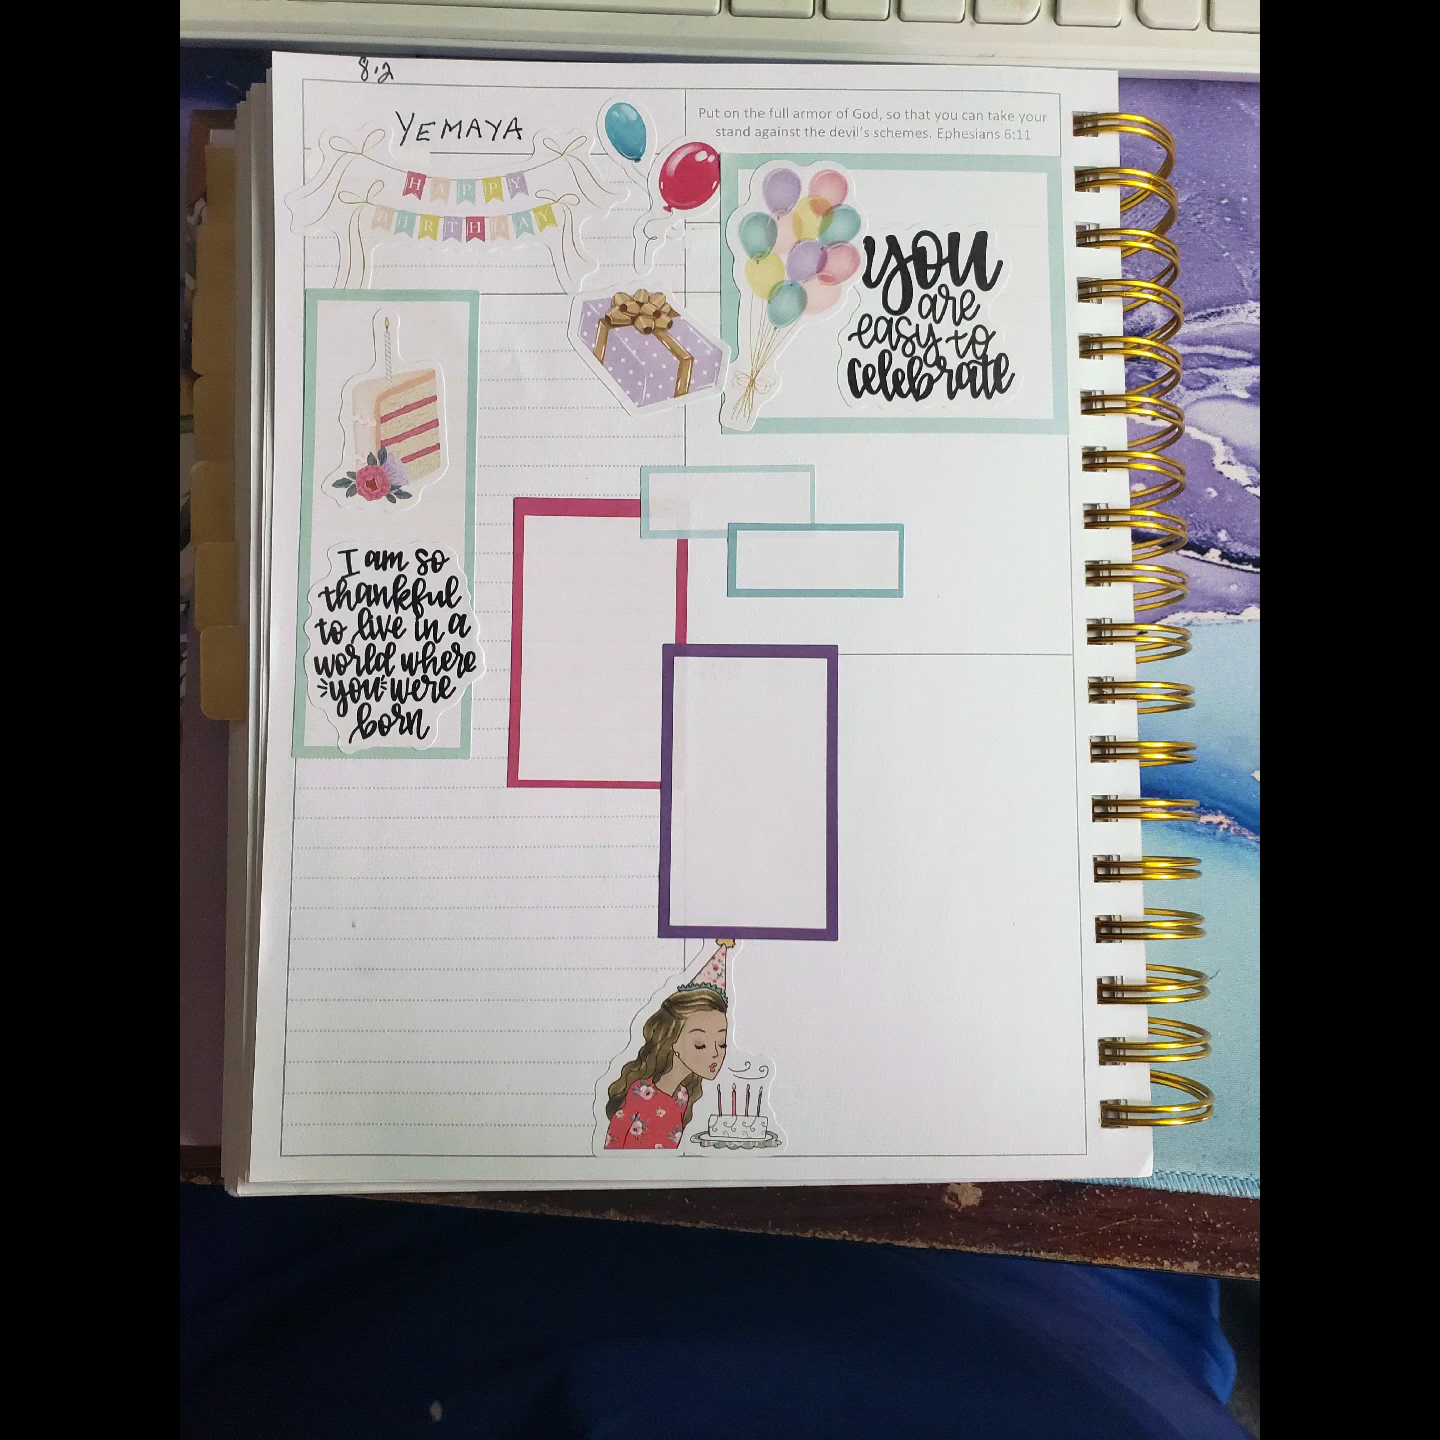 8.2
YEMAYA
HAPPY
BIRTHDAY
Put on the full armor of God, so that you can take your
stand against the devil's schemes. Ephesians 6:11
you
are
easy to
celebrate
I am so
thankful
to live in a
world where
you were
born